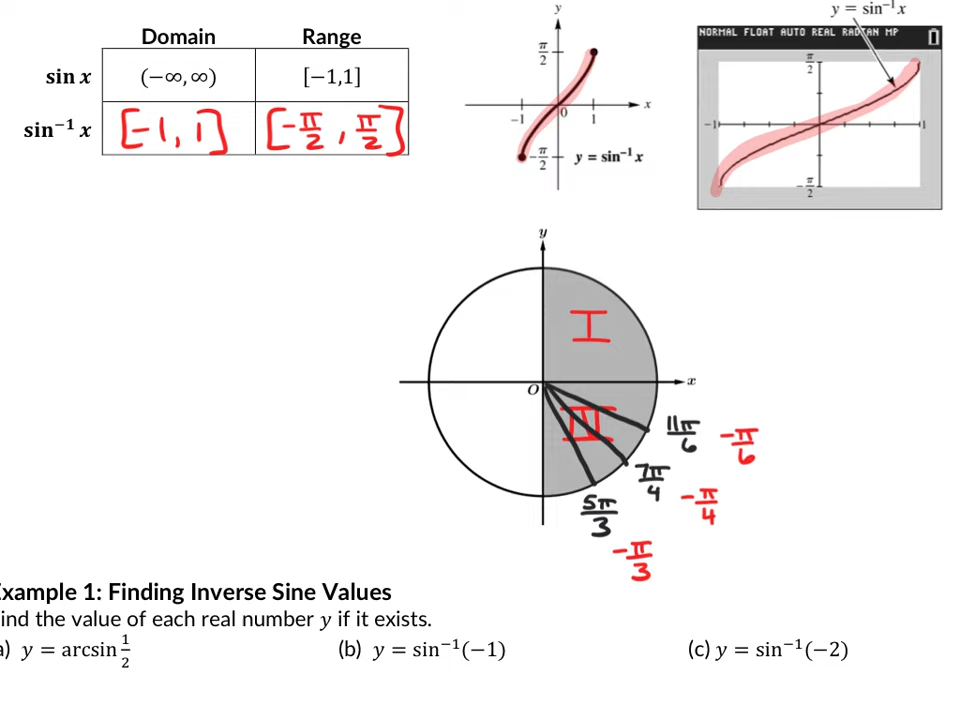 Domain Range
sin x (−∞, ∞) [−1,1]
sin⁻¹ x [-1, 1] [-π/2, π/2]
y
π/2
x
−1 0 1
−π/2
y = sin⁻¹ x
y = sin⁻¹ x
NORMAL FLOAT AUTO REAL RADIAN MP
π/2
−1 1
−π/2
y
I
O x
IV
11π/6 -π/6
7π/4 -π/4
5π/3
-π/3
xample 1: Finding Inverse Sine Values
ind the value of each real number y if it exists.
a) y = arcsin 1/2 (b) y = sin⁻¹(−1) (c) y = sin⁻¹(−2)